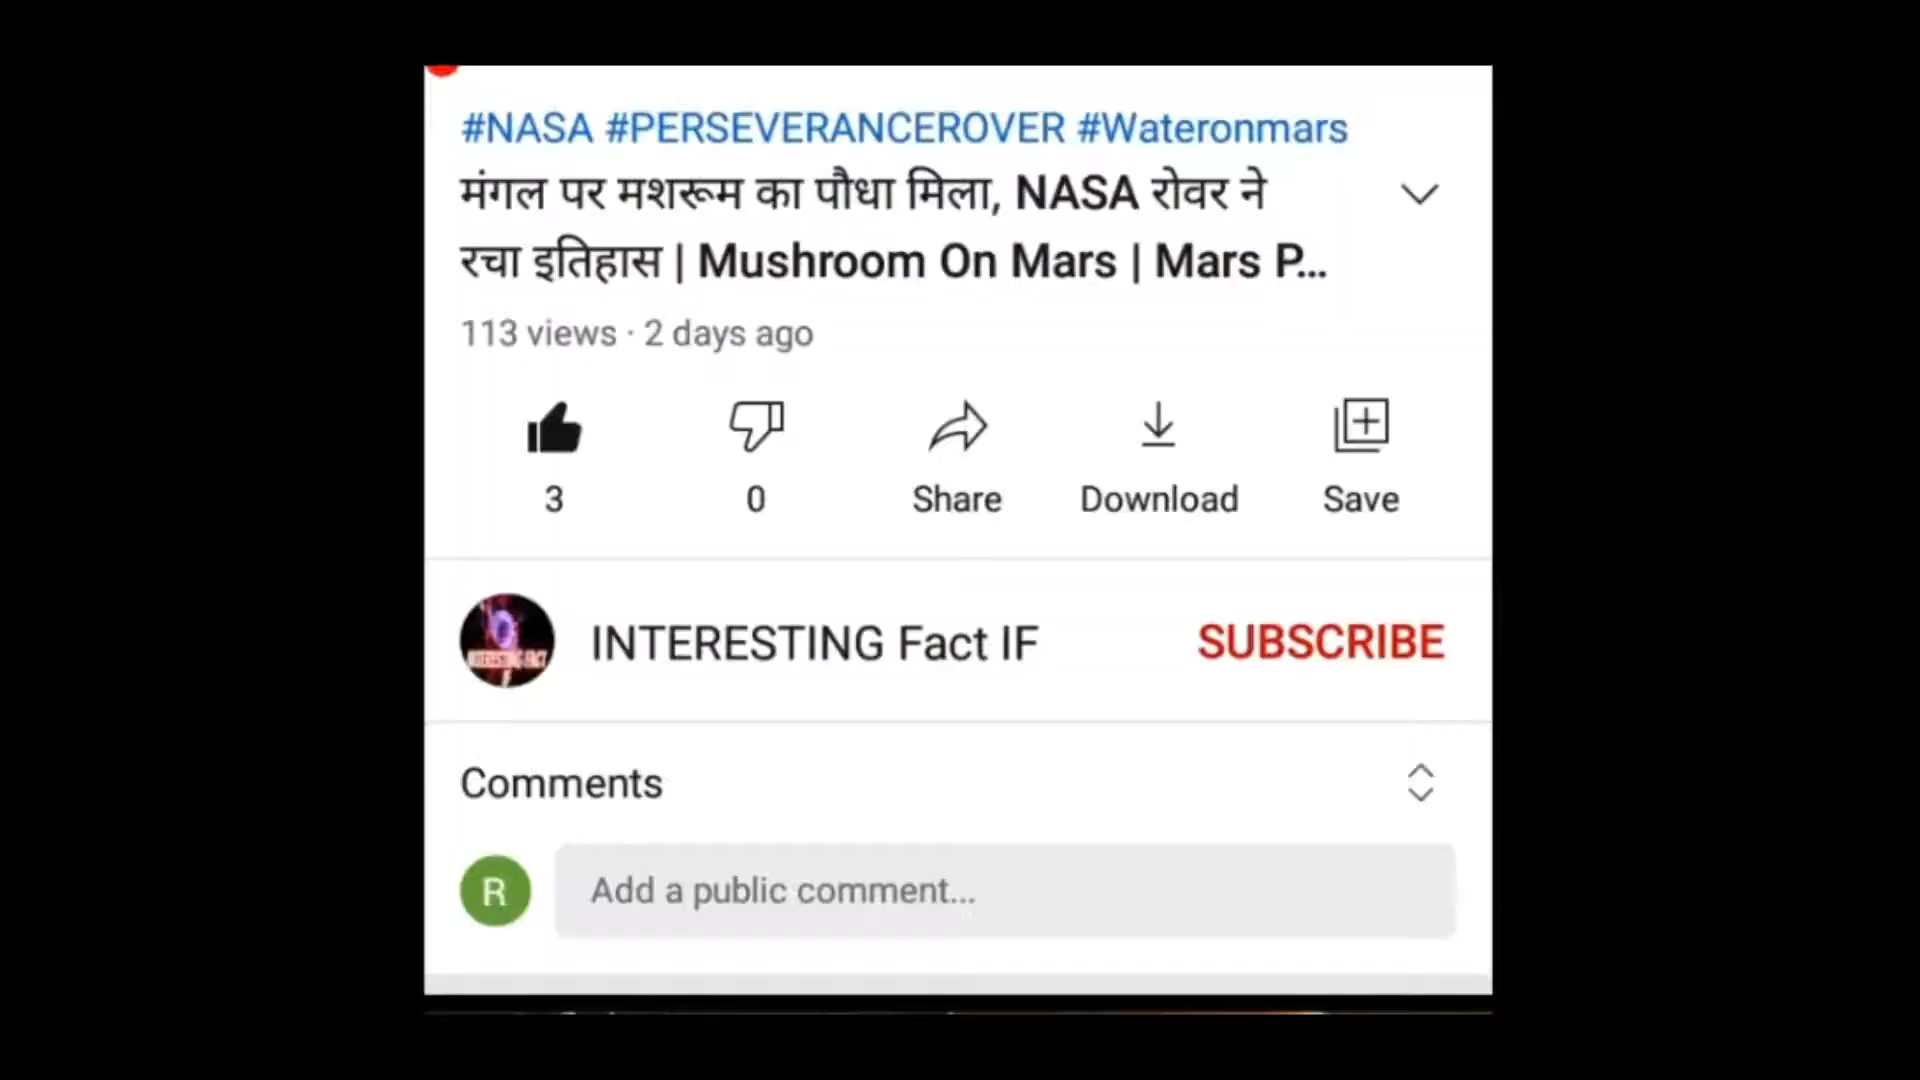 #NASA #PERSEVERANCEROVER #Wateronmars
मंगल पर मशरूम का पौधा मिला, NASA रोवर ने
रचा इतिहास | Mushroom On Mars | Mars P...
113 views · 2 days ago
3 0 Share Download Save
INTERESTING Fact IF SUBSCRIBE
Comments
R Add a public comment...